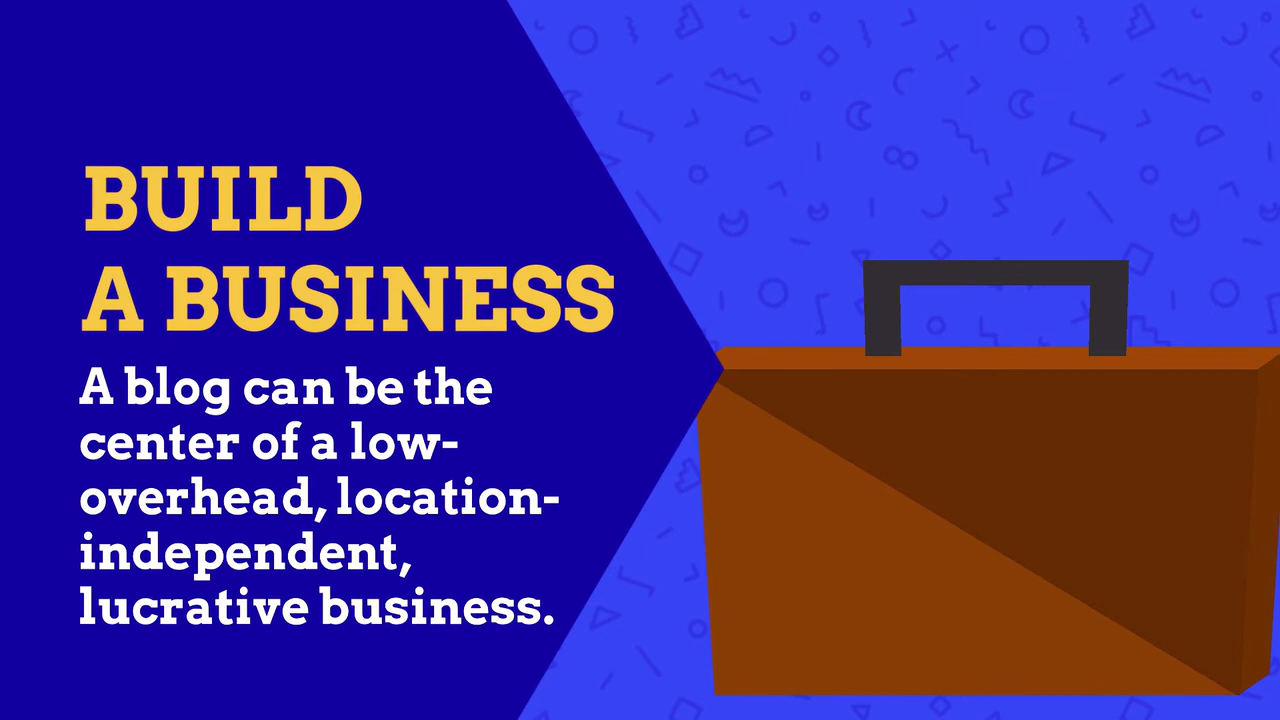 BUILD
A BUSINESS
A blog can be the
center of a low-
overhead, location-
independent,
lucrative business.